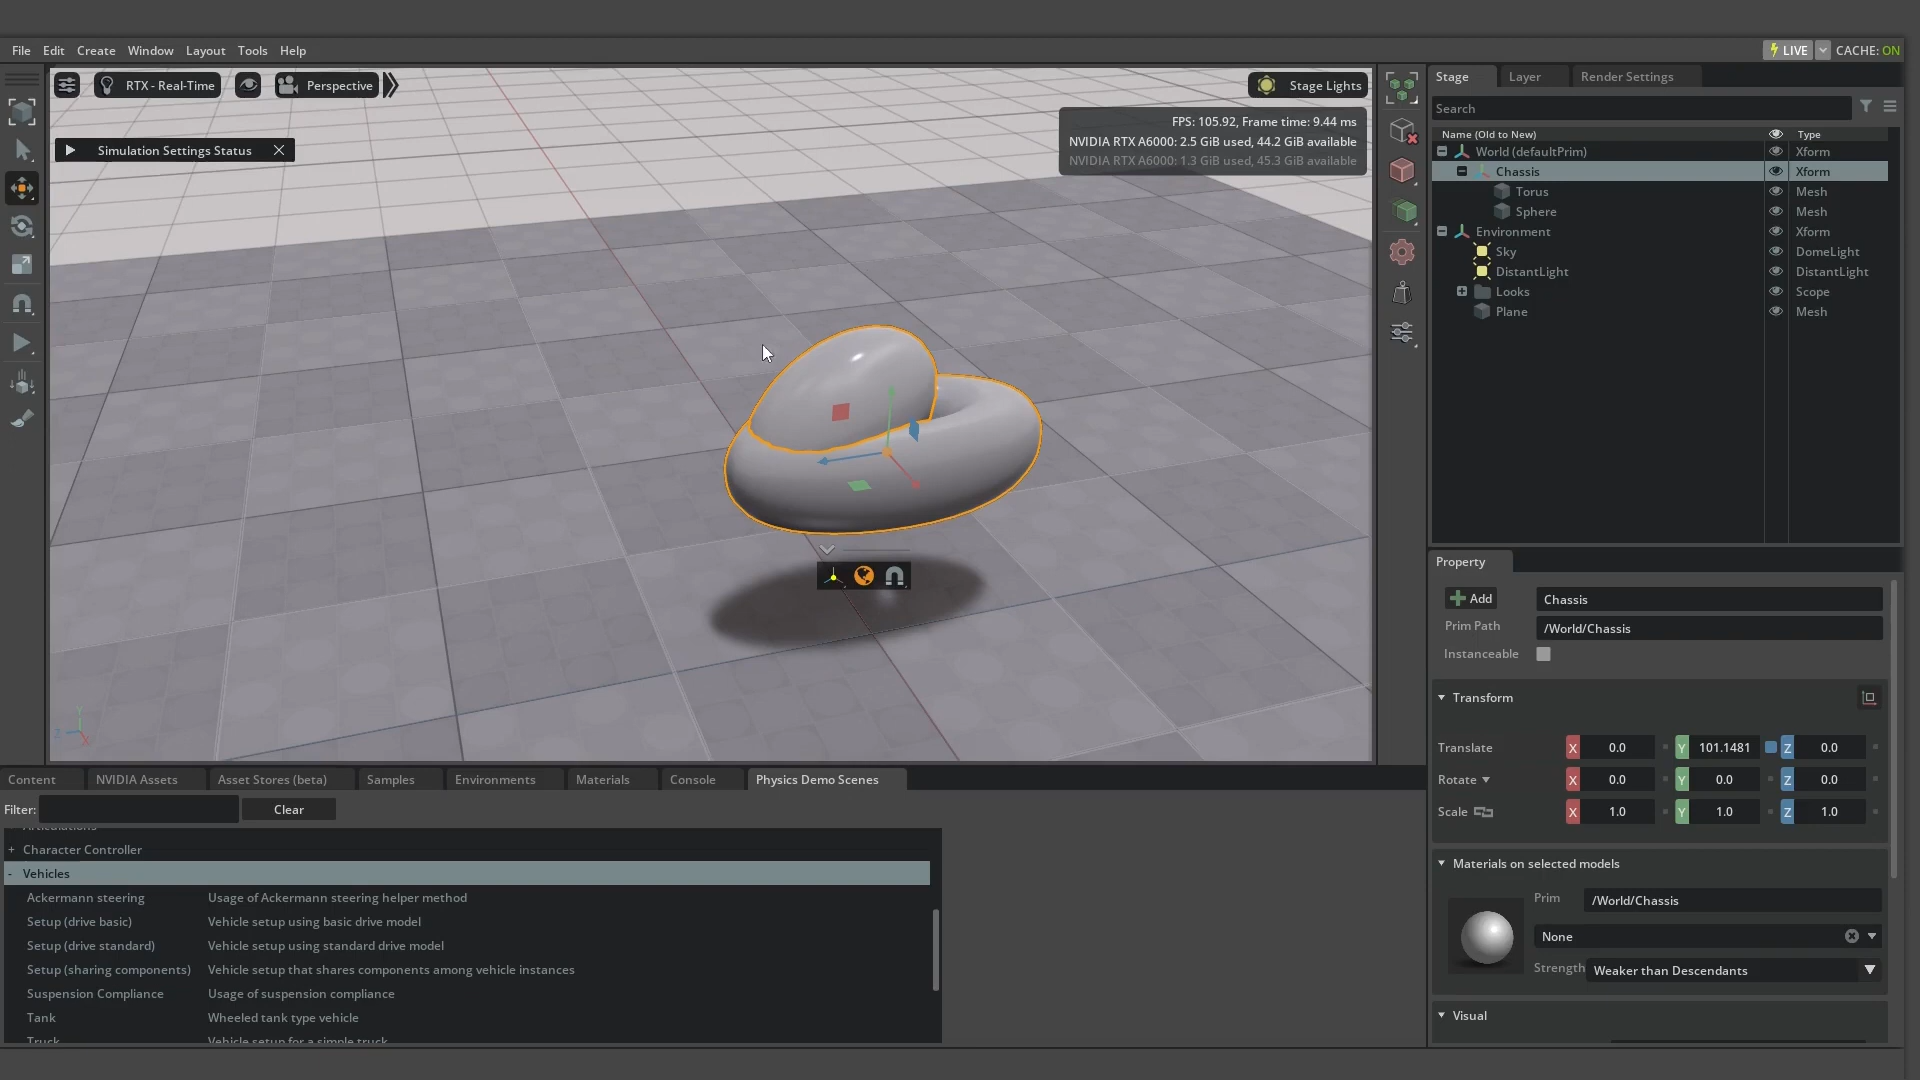 File Edit Create Window Layout Tools Help
LIVE CACHE: ON
RTX - Real-Time Perspective Stage Lights
FPS: 105.92, Frame time: 9.44 ms
NVIDIA RTX A6000: 2.5 GiB used, 44.2 GiB available
NVIDIA RTX A6000: 1.3 GiB used, 45.3 GiB available
Simulation Settings Status
Y
Z
X
Stage Layer Render Settings
Search
Name (Old to New) Type
World (defaultPrim) Xform
Chassis Xform
Torus Mesh
Sphere Mesh
Environment Xform
Sky DomeLight
DistantLight DistantLight
Looks Scope
Plane Mesh
Property
Add Chassis
Prim Path /World/Chassis
Instanceable
Transform
Translate X 0.0 Y 101.1481 Z 0.0
Rotate X 0.0 Y 0.0 Z 0.0
Scale X 1.0 Y 1.0 Z 1.0
Materials on selected models
Prim /World/Chassis
None
Strength Weaker than Descendants
Visual
Content NVIDIA Assets Asset Stores (beta) Samples Environments Materials Console Physics Demo Scenes
Filter: Clear
Articulations
+ Character Controller
- Vehicles
Ackermann steering Usage of Ackermann steering helper method
Setup (drive basic) Vehicle setup using basic drive model
Setup (drive standard) Vehicle setup using standard drive model
Setup (sharing components) Vehicle setup that shares components among vehicle instances
Suspension Compliance Usage of suspension compliance
Tank Wheeled tank type vehicle
Truck Vehicle setup for a simple truck